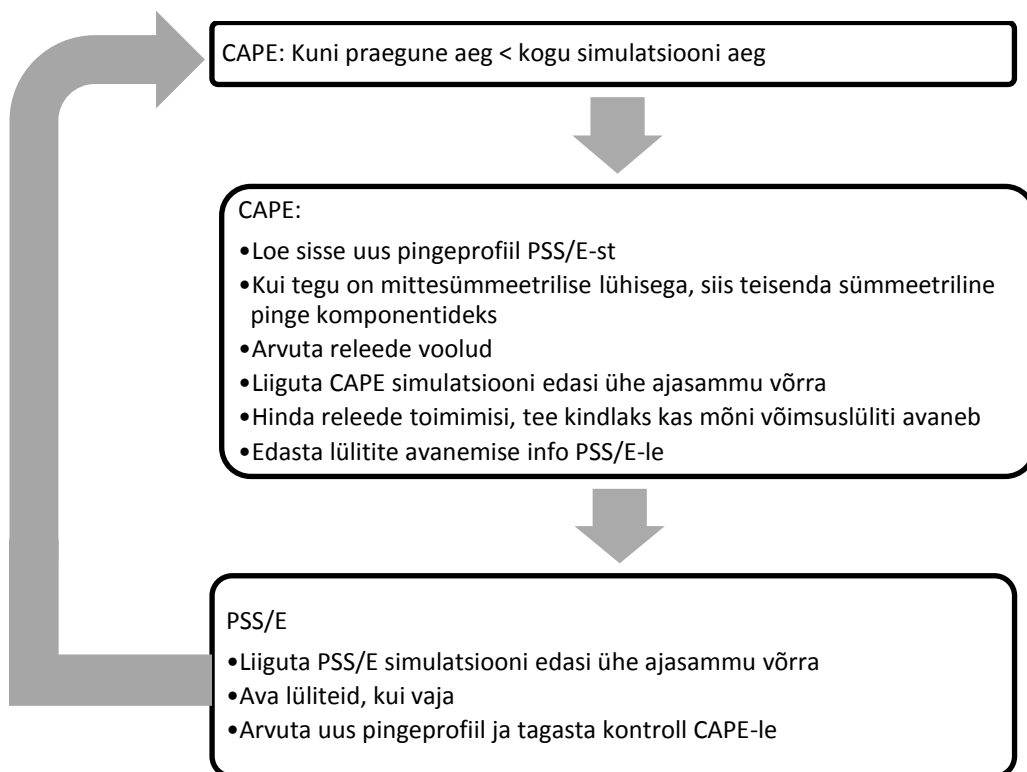 CAPE: Kuni praegune aeg < kogu simulatsiooni aeg
CAPE:
•Loe sisse uus pingeprofiil PSS/E-st
•Kui tegu on mittesümmeetrilise lühisega, siis teisenda sümmeetriline
pinge komponentideks
•Arvuta releede voolud
•Liiguta CAPE simulatsiooni edasi ühe ajasammu võrra
•Hinda releede toimimisi, tee kindlaks kas mõni võimsuslüliti avaneb
•Edasta lülitite avanemise info PSS/E-le
PSS/E
•Liiguta PSS/E simulatsiooni edasi ühe ajasammu võrra
•Ava lüliteid, kui vaja
•Arvuta uus pingeprofiil ja tagasta kontroll CAPE-le